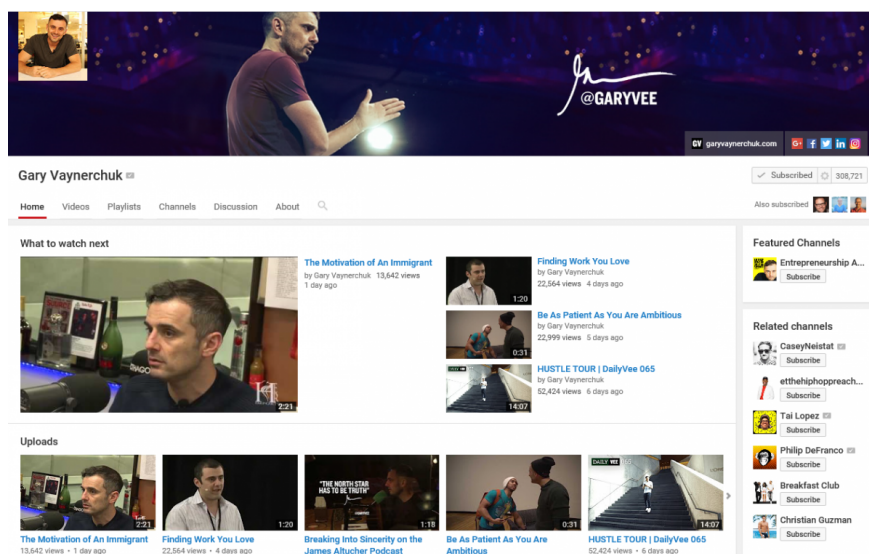 @GARYVEE
GV garyvaynerchuk.com
Gary Vaynerchuk
Subscribed 308,721
Home Videos Playlists Channels Discussion About
Also subscribed
What to watch next
The Motivation of An Immigrant
by Gary Vaynerchuk 13,642 views
1 day ago
2:21
Finding Work You Love
by Gary Vaynerchuk
22,564 views 4 days ago
1:20
Be As Patient As You Are Ambitious
by Gary Vaynerchuk
22,999 views 5 days ago
0:31
HUSTLE TOUR | DailyVee 065
by Gary Vaynerchuk
52,424 views 6 days ago
14:07
Featured Channels
Entrepreneurship A...
Subscribe
Related channels
CaseyNeistat
Subscribe
etthehiphoppreach...
Subscribe
Tai Lopez
Subscribe
Philip DeFranco
Subscribe
Breakfast Club
Subscribe
Christian Guzman
Subscribe
Uploads
2:21
The Motivation of An Immigrant
13,642 views • 1 day ago
1:20
Finding Work You Love
22,564 views • 4 days ago
"THE NORTH STAR
HAS TO BE TRUTH"
1:18
Breaking Into Sincerity on the
James Altucher Podcast
0:31
Be As Patient As You Are
Ambitious
DAILY VEE 065
14:07
HUSTLE TOUR | DailyVee 065
52,424 views • 6 days ago